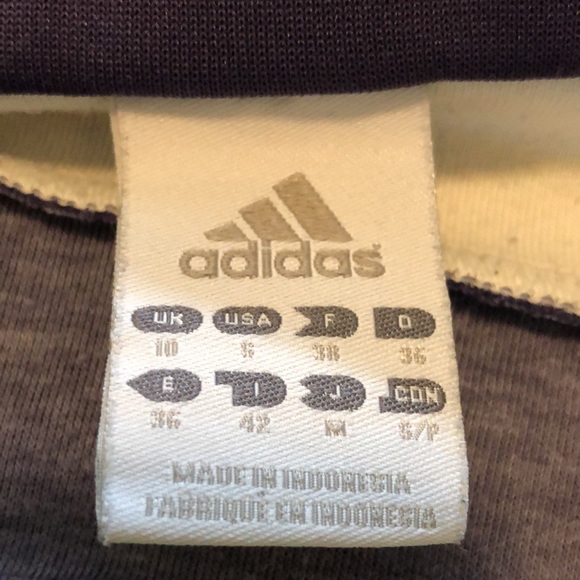 adidas
UK USA F D
10 S 38 36
E I J CDN
36 42 M S/P
MADE IN INDONESIA
FABRIQUÉ EN INDONESIA